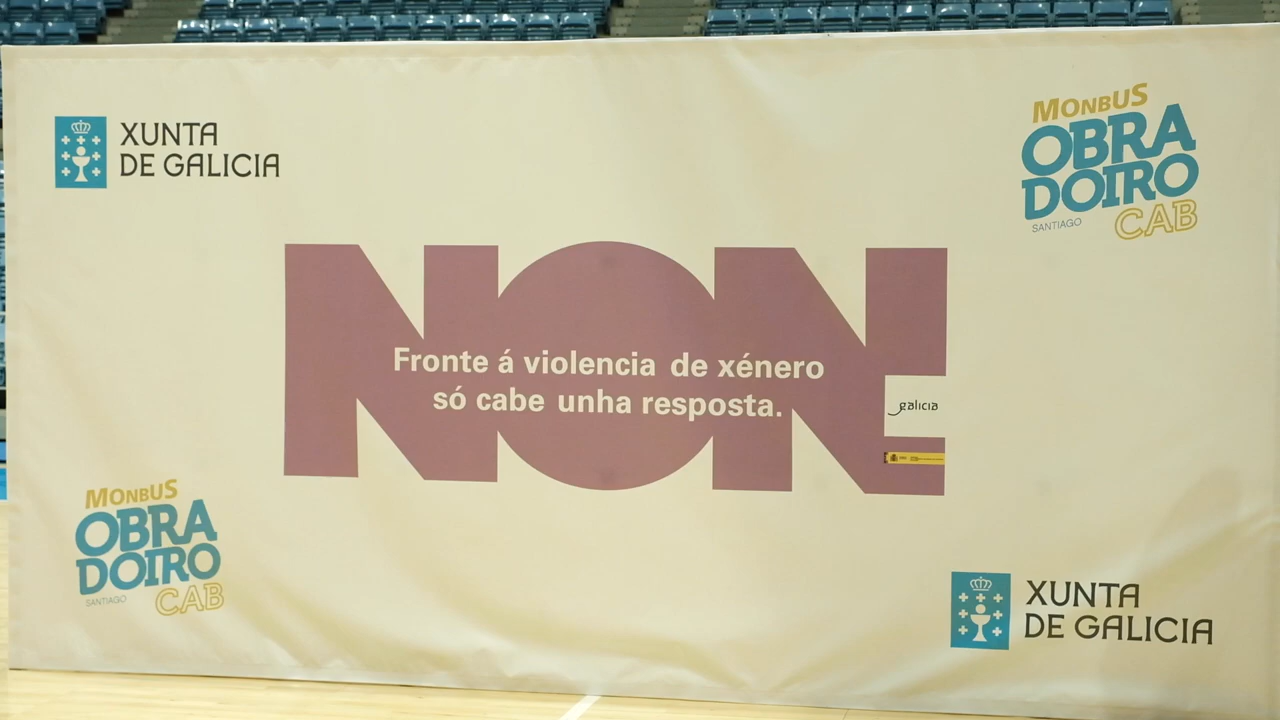 XUNTA
DE GALICIA
MONBUS
OBRA
DOIRO
SANTIAGO
CAB
NON
Fronte á violencia de xénero
só cabe unha resposta.
galicia
MONBUS
OBRA
DOIRO
SANTIAGO
CAB
XUNTA
DE GALICIA